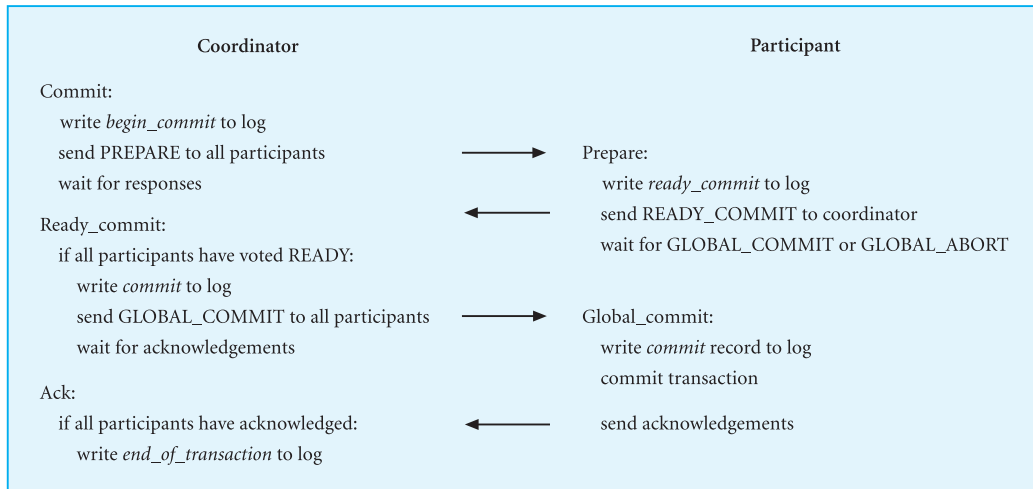 Coordinator
Participant
Commit:
write begin_commit to log
send PREPARE to all participants
wait for responses
Prepare:
write ready_commit to log
send READY_COMMIT to coordinator
wait for GLOBAL_COMMIT or GLOBAL_ABORT
Ready_commit:
if all participants have voted READY:
write commit to log
send GLOBAL_COMMIT to all participants
wait for acknowledgements
Global_commit:
write commit record to log
commit transaction
send acknowledgements
Ack:
if all participants have acknowledged:
write end_of_transaction to log